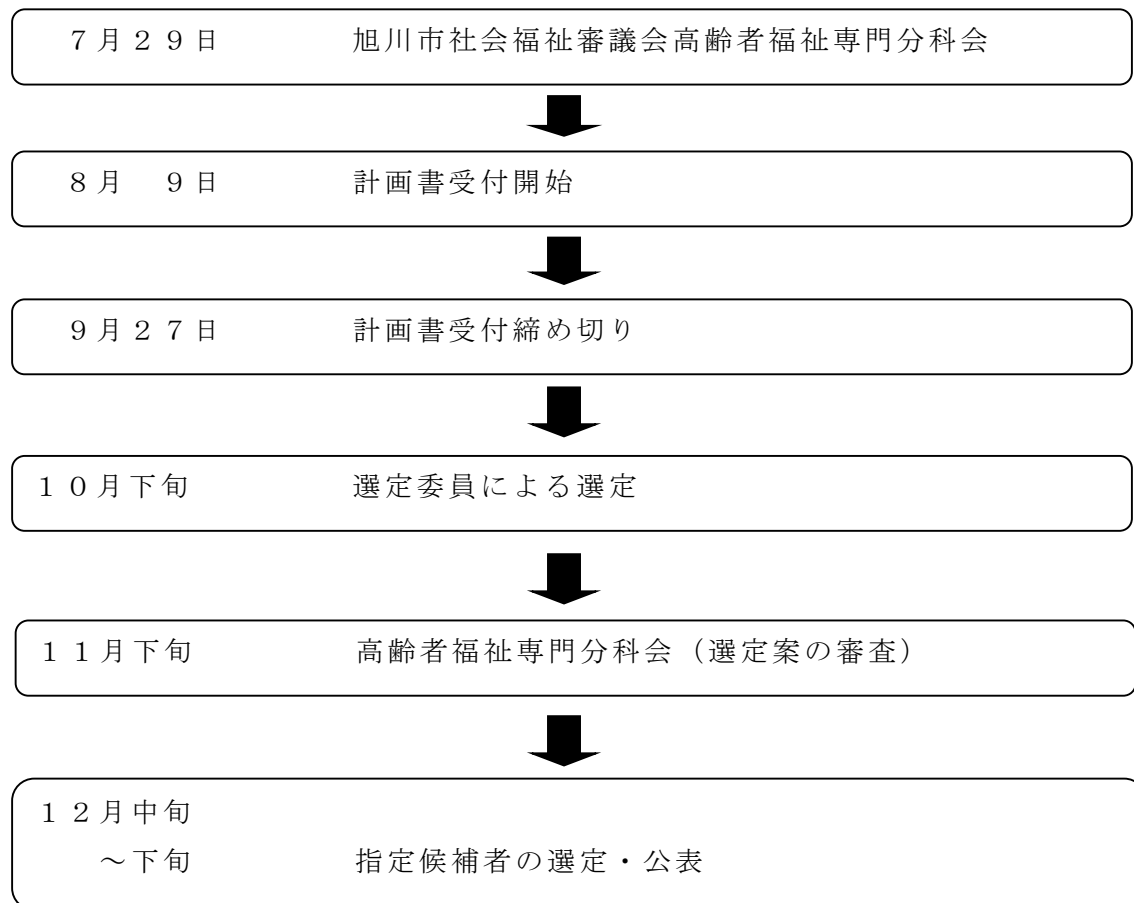 ７月２９日　旭川市社会福祉審議会高齢者福祉専門分科会
８月　９日　計画書受付開始
９月２７日　計画書受付締め切り
１０月下旬　選定委員による選定
１１月下旬　高齢者福祉専門分科会（選定案の審査）
１２月中旬
～下旬　指定候補者の選定・公表